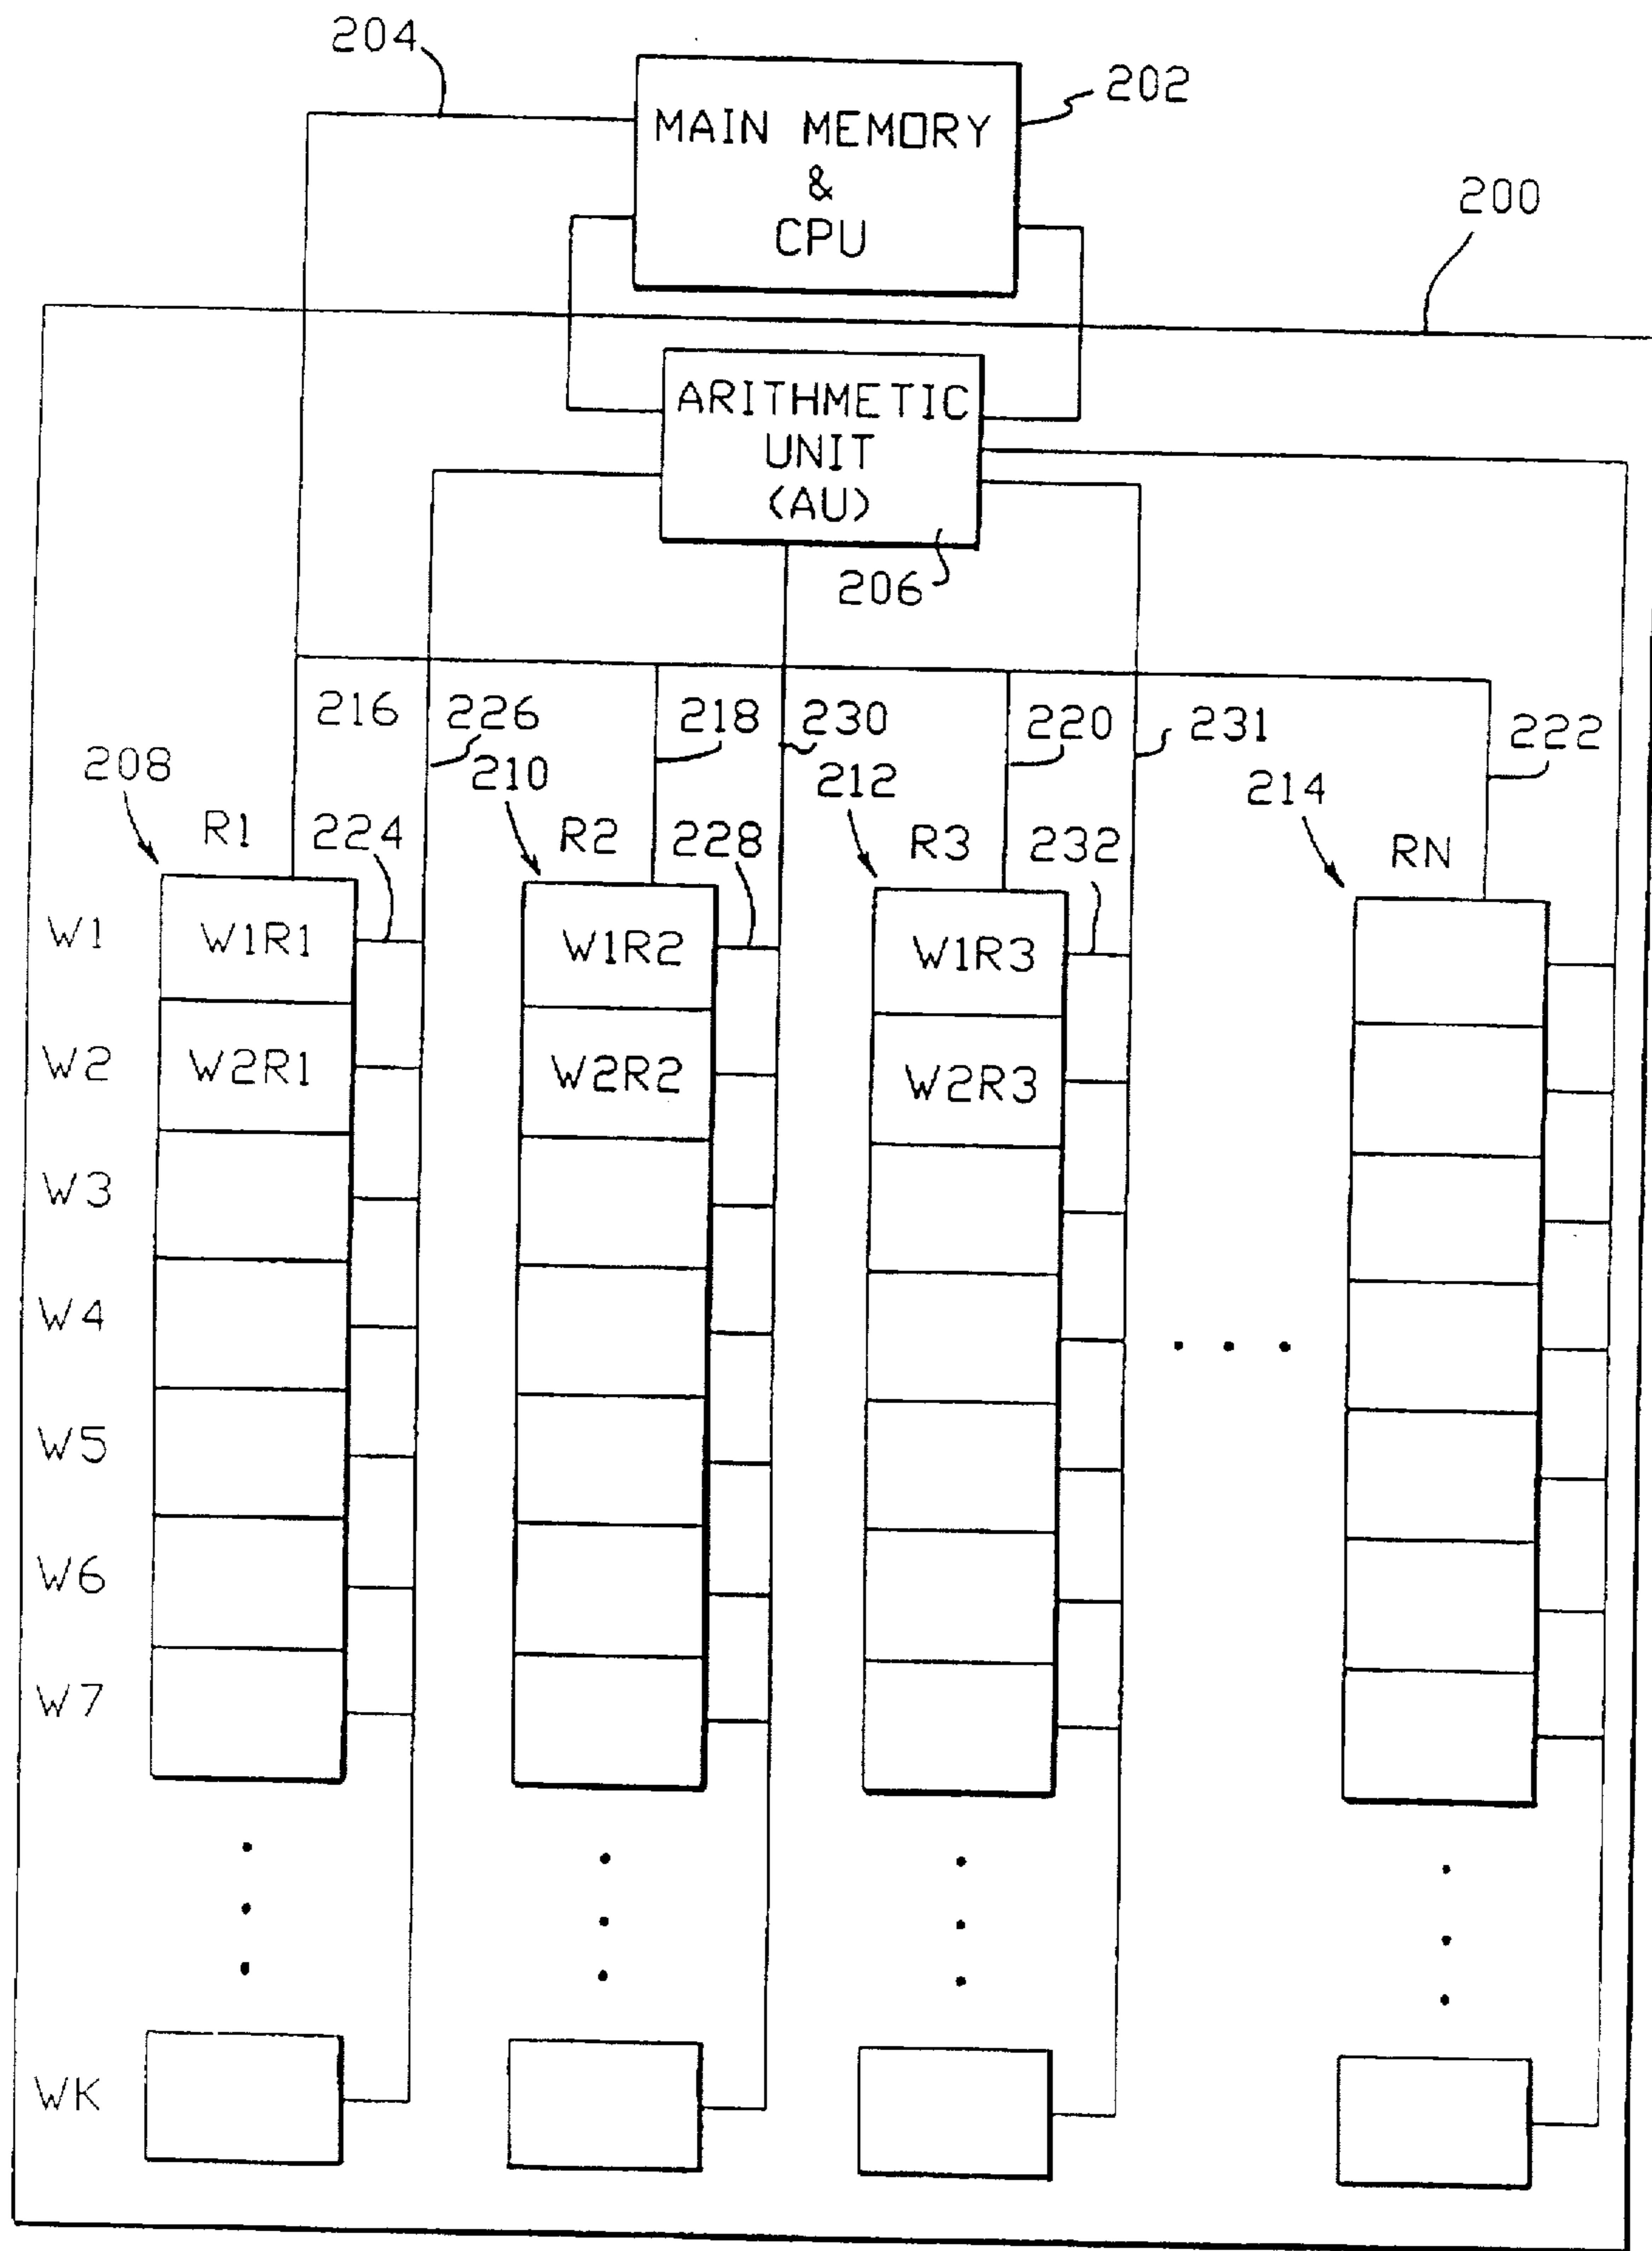 204
202
MAIN MEMORY
&
CPU
200
ARITHMETIC
UNIT
(AU)
206
216
226
218
230
220
231
222
208
210
212
214
R1
224
R2
228
R3
232
RN
W1
W1R1
W1R2
W1R3
W2
W2R1
W2R2
W2R3
W3
W4
W5
W6
W7
WK